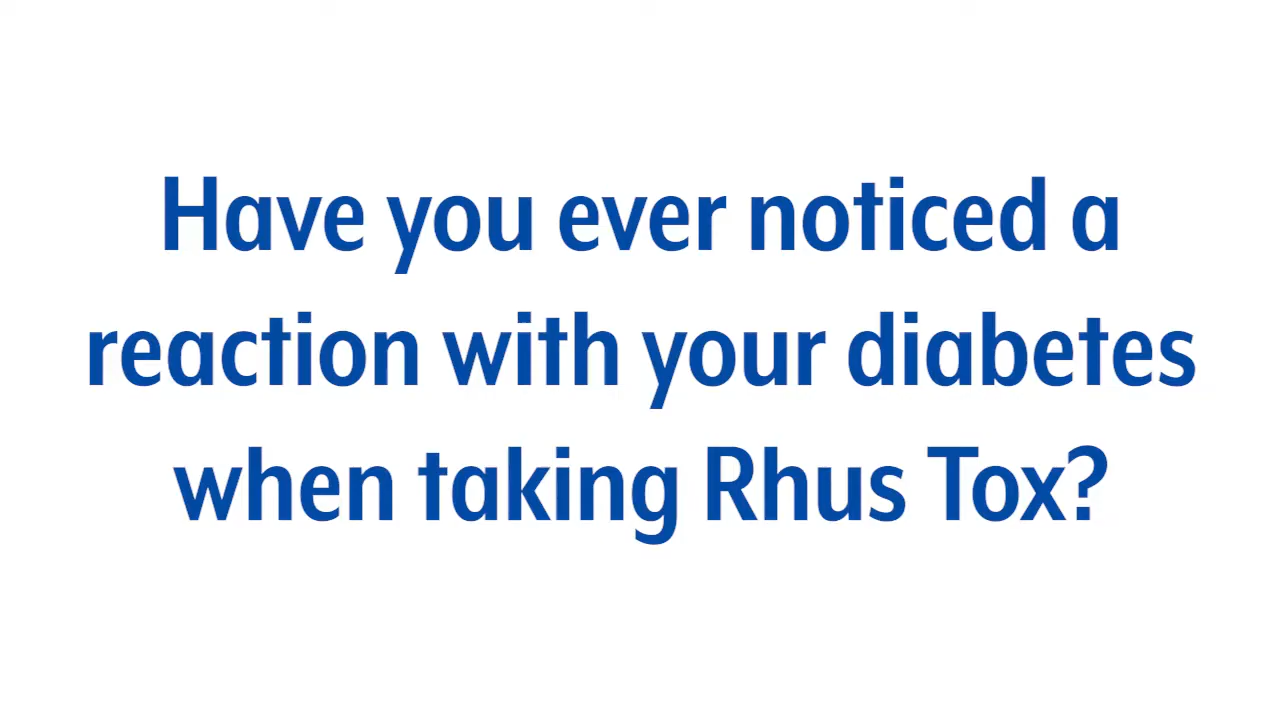 Have you ever noticed a
reaction with your diabetes
when taking Rhus Tox?